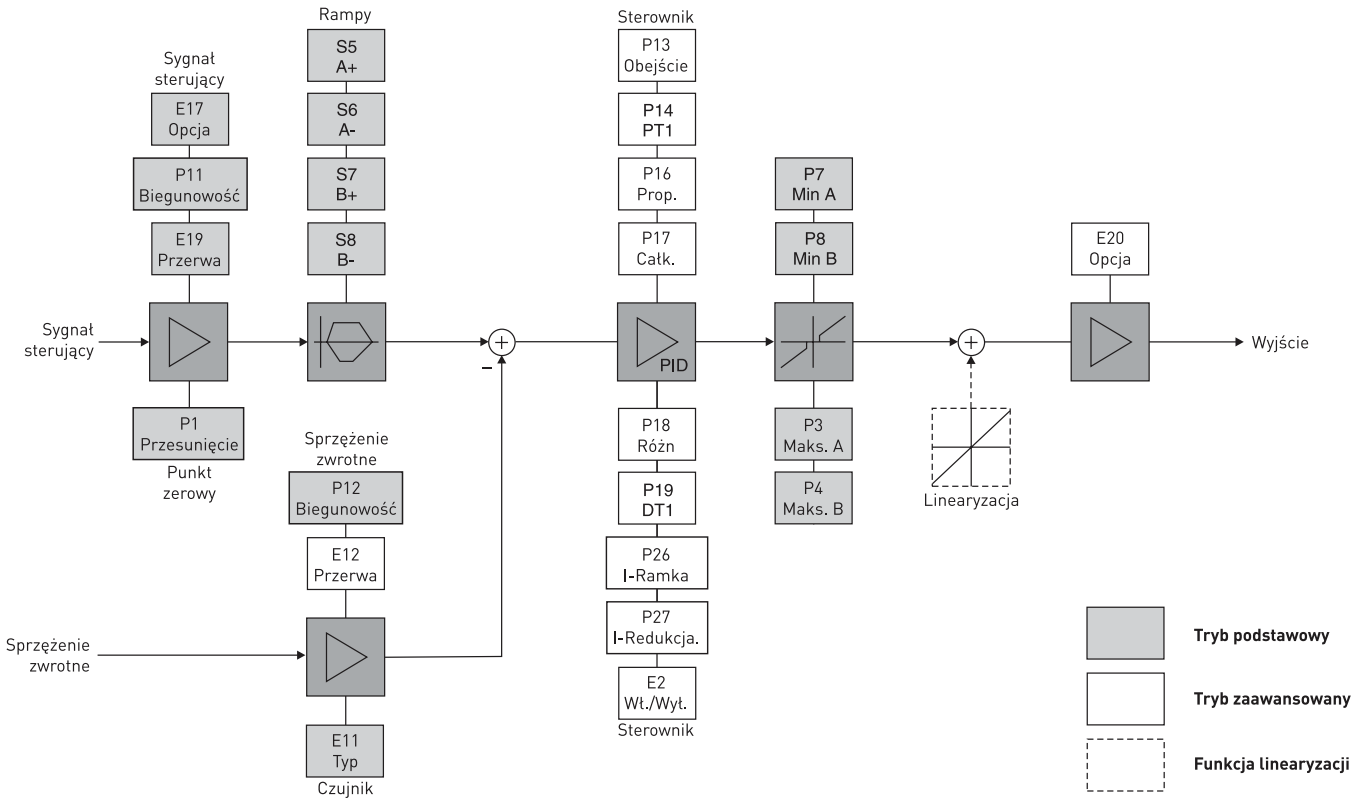 Rampy
S5
A+
S6
A-
S7
B+
S8
B-
Sygnał
sterujący
E17
Opcja
P11
Biegunowość
E19
Przerwa
Sygnał
sterujący
P1
Przesunięcie
Punkt
zerowy
Sprzężenie
zwrotne
P12
Biegunowość
E12
Przerwa
Sprzężenie
zwrotne
E11
Typ
Czujnik
+
–
Sterownik
P13
Obejście
P14
PT1
P16
Prop.
P17
Całk.
PID
P18
Różn
P19
DT1
P26
I-Ramka
P27
I-Redukcja.
E2
Wł./Wył.
Sterownik
P7
Min A
P8
Min B
P3
Maks. A
P4
Maks. B
+
Linearyzacja
E20
Opcja
Wyjście
Tryb podstawowy
Tryb zaawansowany
Funkcja linearyzacji